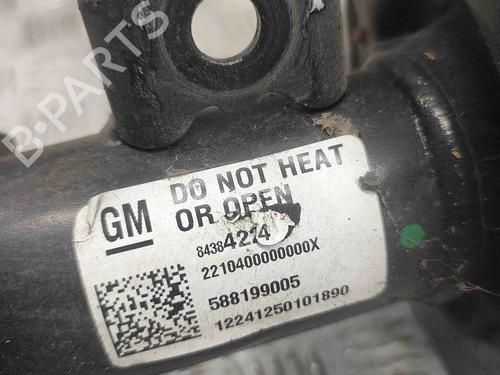 B-PARTS
GM
DO NOT HEAT
OR OPEN
84384214
2210400000000X
588199005
12241250101890